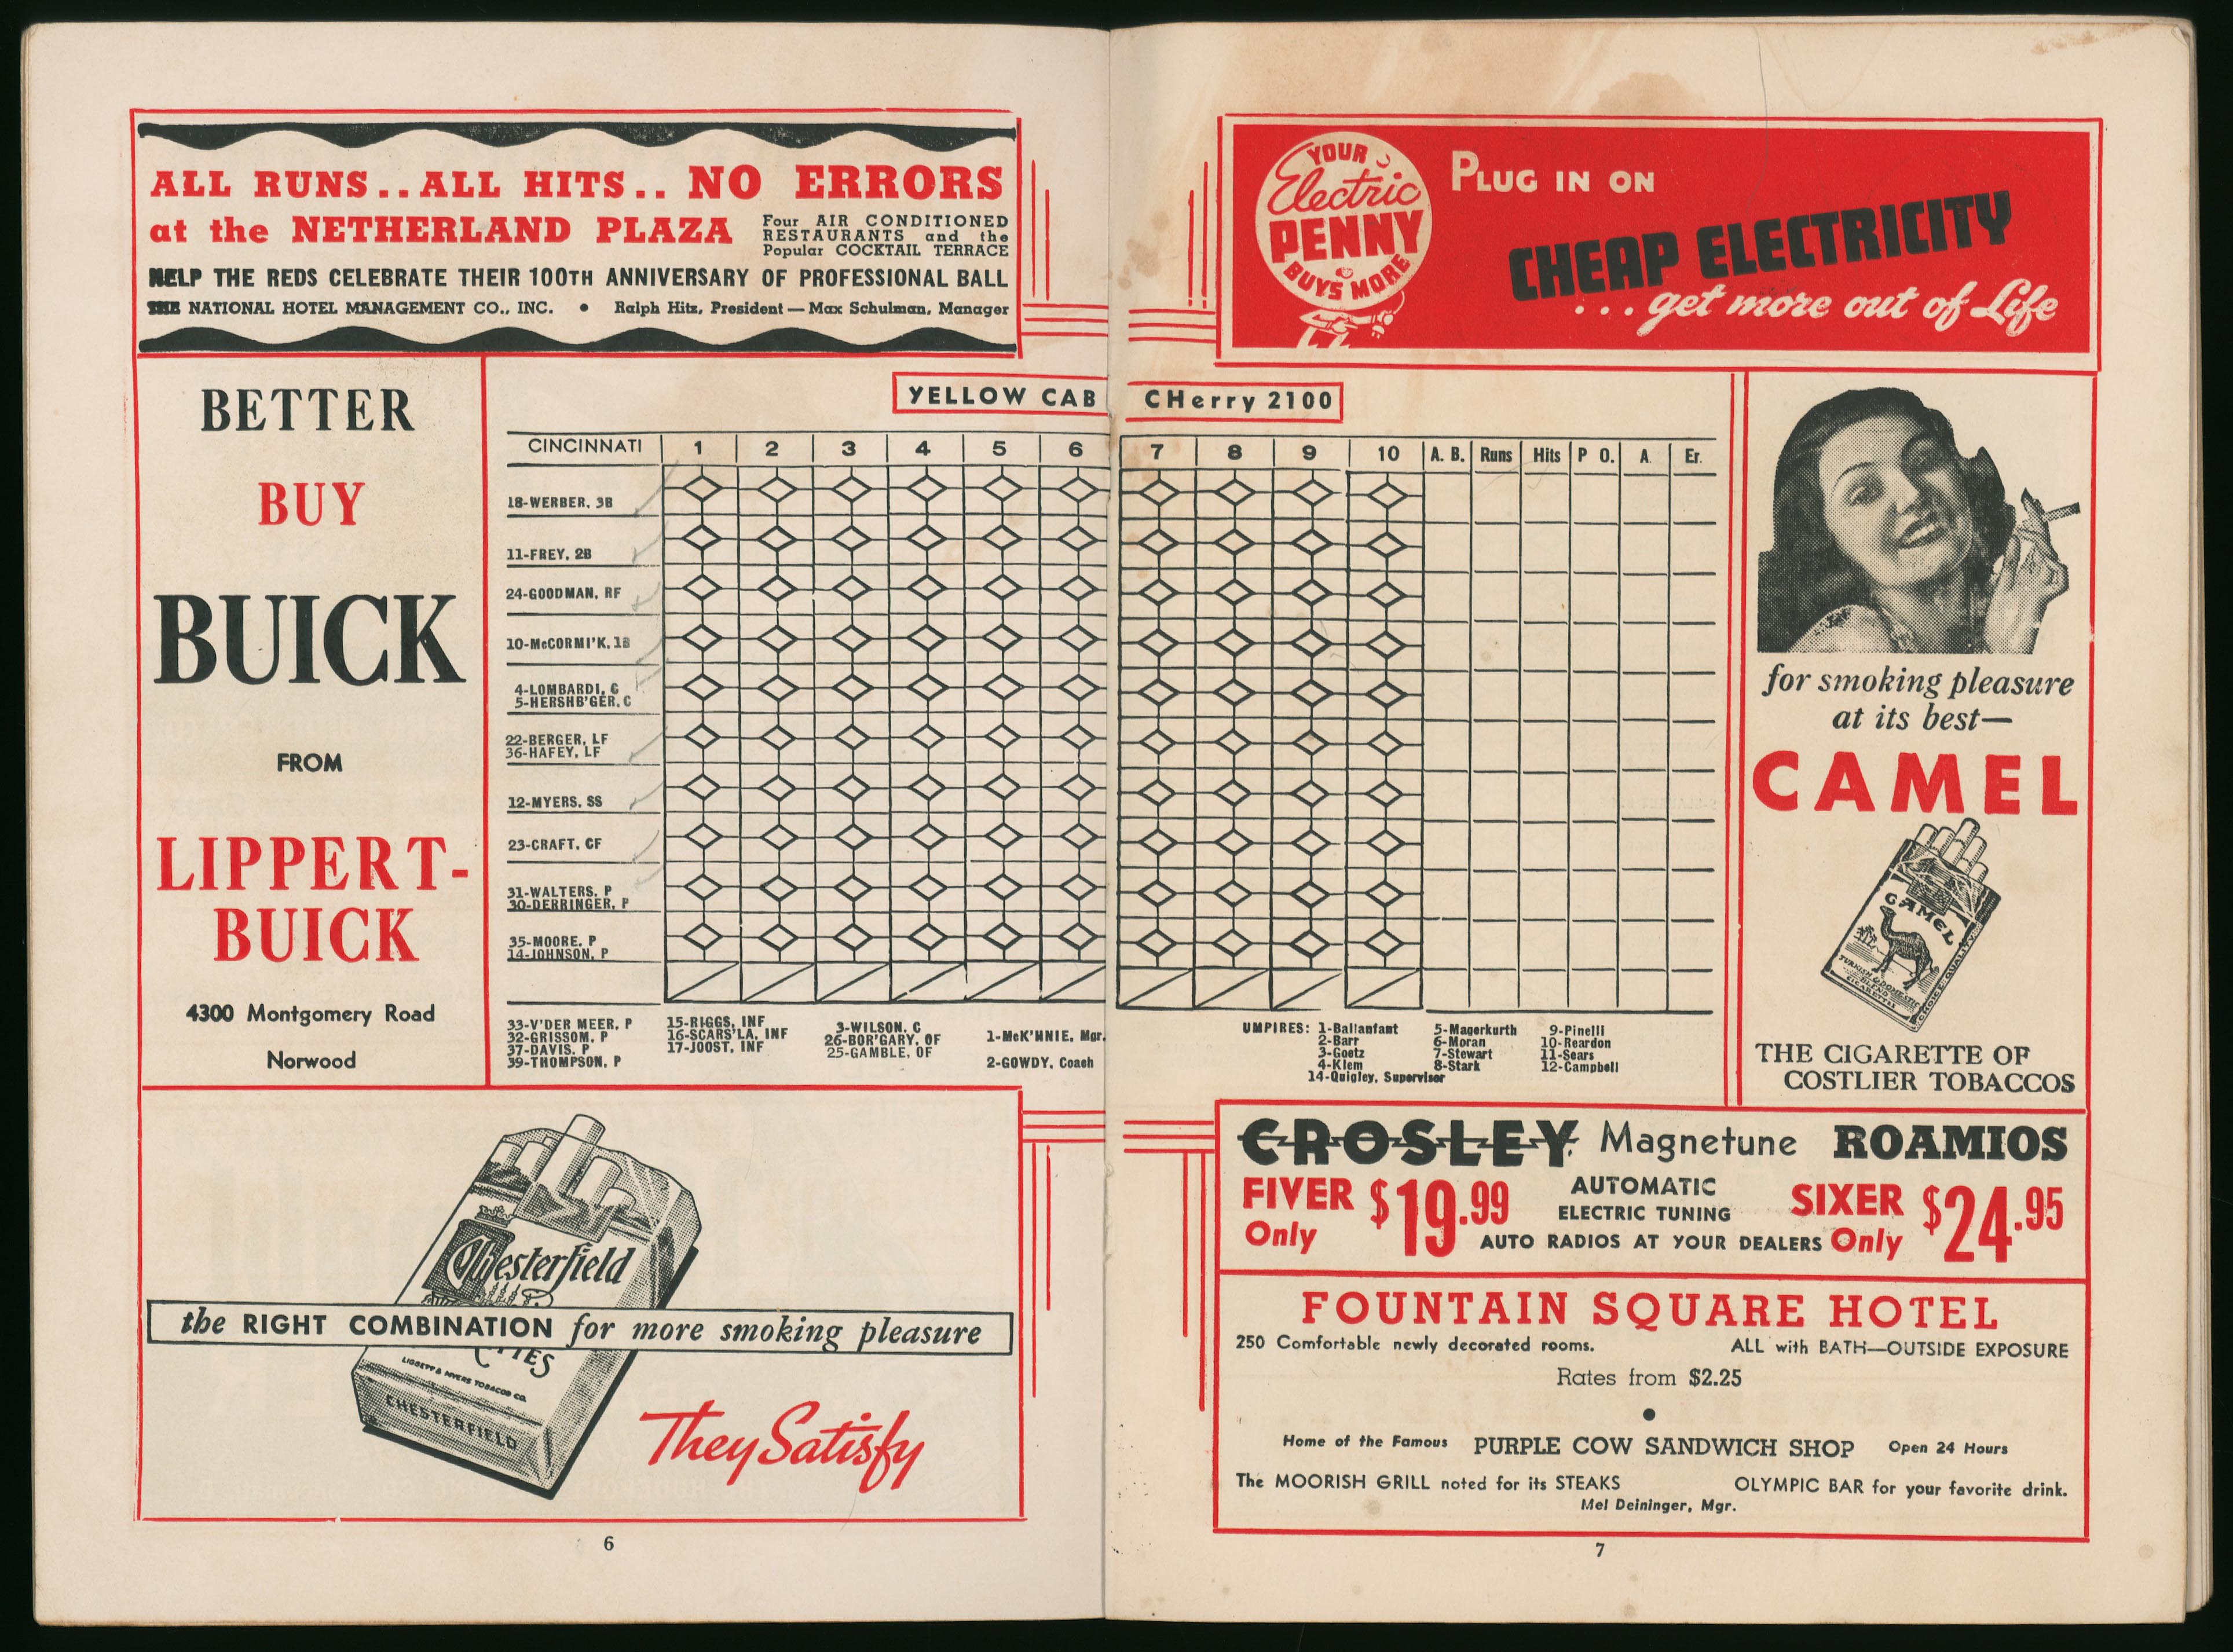 ALL RUNS..ALL HITS.. NO ERRORS
at the NETHERLAND PLAZA
Four AIR CONDITIONED
RESTAURANTS and the
Popular COCKTAIL TERRACE
HELP THE REDS CELEBRATE THEIR 100TH ANNIVERSARY OF PROFESSIONAL BALL
THE NATIONAL HOTEL MANAGEMENT CO., INC. • Ralph Hitz, President — Max Schulman, Manager
BETTER
BUY
BUICK
FROM
LIPPERT-
BUICK
4300 Montgomery Road
Norwood
YELLOW CAB
CINCINNATI 1 2 3 4 5 6
18-WERBER, 3B
11-FREY, 2B
24-GOODMAN, RF
10-McCORMI'K, 1B
4-LOMBARDI, C
5-HERSHB'GER, C
22-BERGER, LF
36-HAFEY, LF
12-MYERS, SS
23-CRAFT, CF
31-WALTERS, P
30-DERRINGER, P
35-MOORE, P
14-JOHNSON, P
33-V'DER MEER, P
32-GRISSOM, P
37-DAVIS, P
39-THOMPSON, P
15-RIGGS, INF
16-SCARS'LA, INF
17-JOOST, INF
3-WILSON, C
26-BOR'GARY, OF
25-GAMBLE, OF
1-McK'HNIE, Mgr.
2-GOWDY, Coach
Chesterfield
the RIGHT COMBINATION for more smoking pleasure
LIGGETT & MYERS TOBACCO CO.
CHESTERFIELD
They Satisfy
6
YOUR
Electric
PENNY
BUYS MORE
PLUG IN ON
CHEAP ELECTRICITY
...get more out of Life
CHerry 2100
7 8 9 10 A. B. Runs Hits P O. A. Er.
UMPIRES: 1-Ballanfant
2-Barr
3-Goetz
4-Klem
5-Magerkurth
6-Moran
7-Stewart
8-Stark
9-Pinelli
10-Reardon
11-Sears
12-Campbell
14-Quigley, Supervisor
for smoking pleasure
at its best—
CAMEL
CAMEL
TURKISH & DOMESTIC
BLEND
CIGARETTES
CHOICE QUALITY
THE CIGARETTE OF
COSTLIER TOBACCOS
CROSLEY Magnetune ROAMIOS
FIVER
Only
$19.99
AUTOMATIC
ELECTRIC TUNING
AUTO RADIOS AT YOUR DEALERS
SIXER
Only
$24.95
FOUNTAIN SQUARE HOTEL
250 Comfortable newly decorated rooms. ALL with BATH—OUTSIDE EXPOSURE
Rates from $2.25
Home of the Famous PURPLE COW SANDWICH SHOP Open 24 Hours
The MOORISH GRILL noted for its STEAKS OLYMPIC BAR for your favorite drink.
Mel Deininger, Mgr.
7